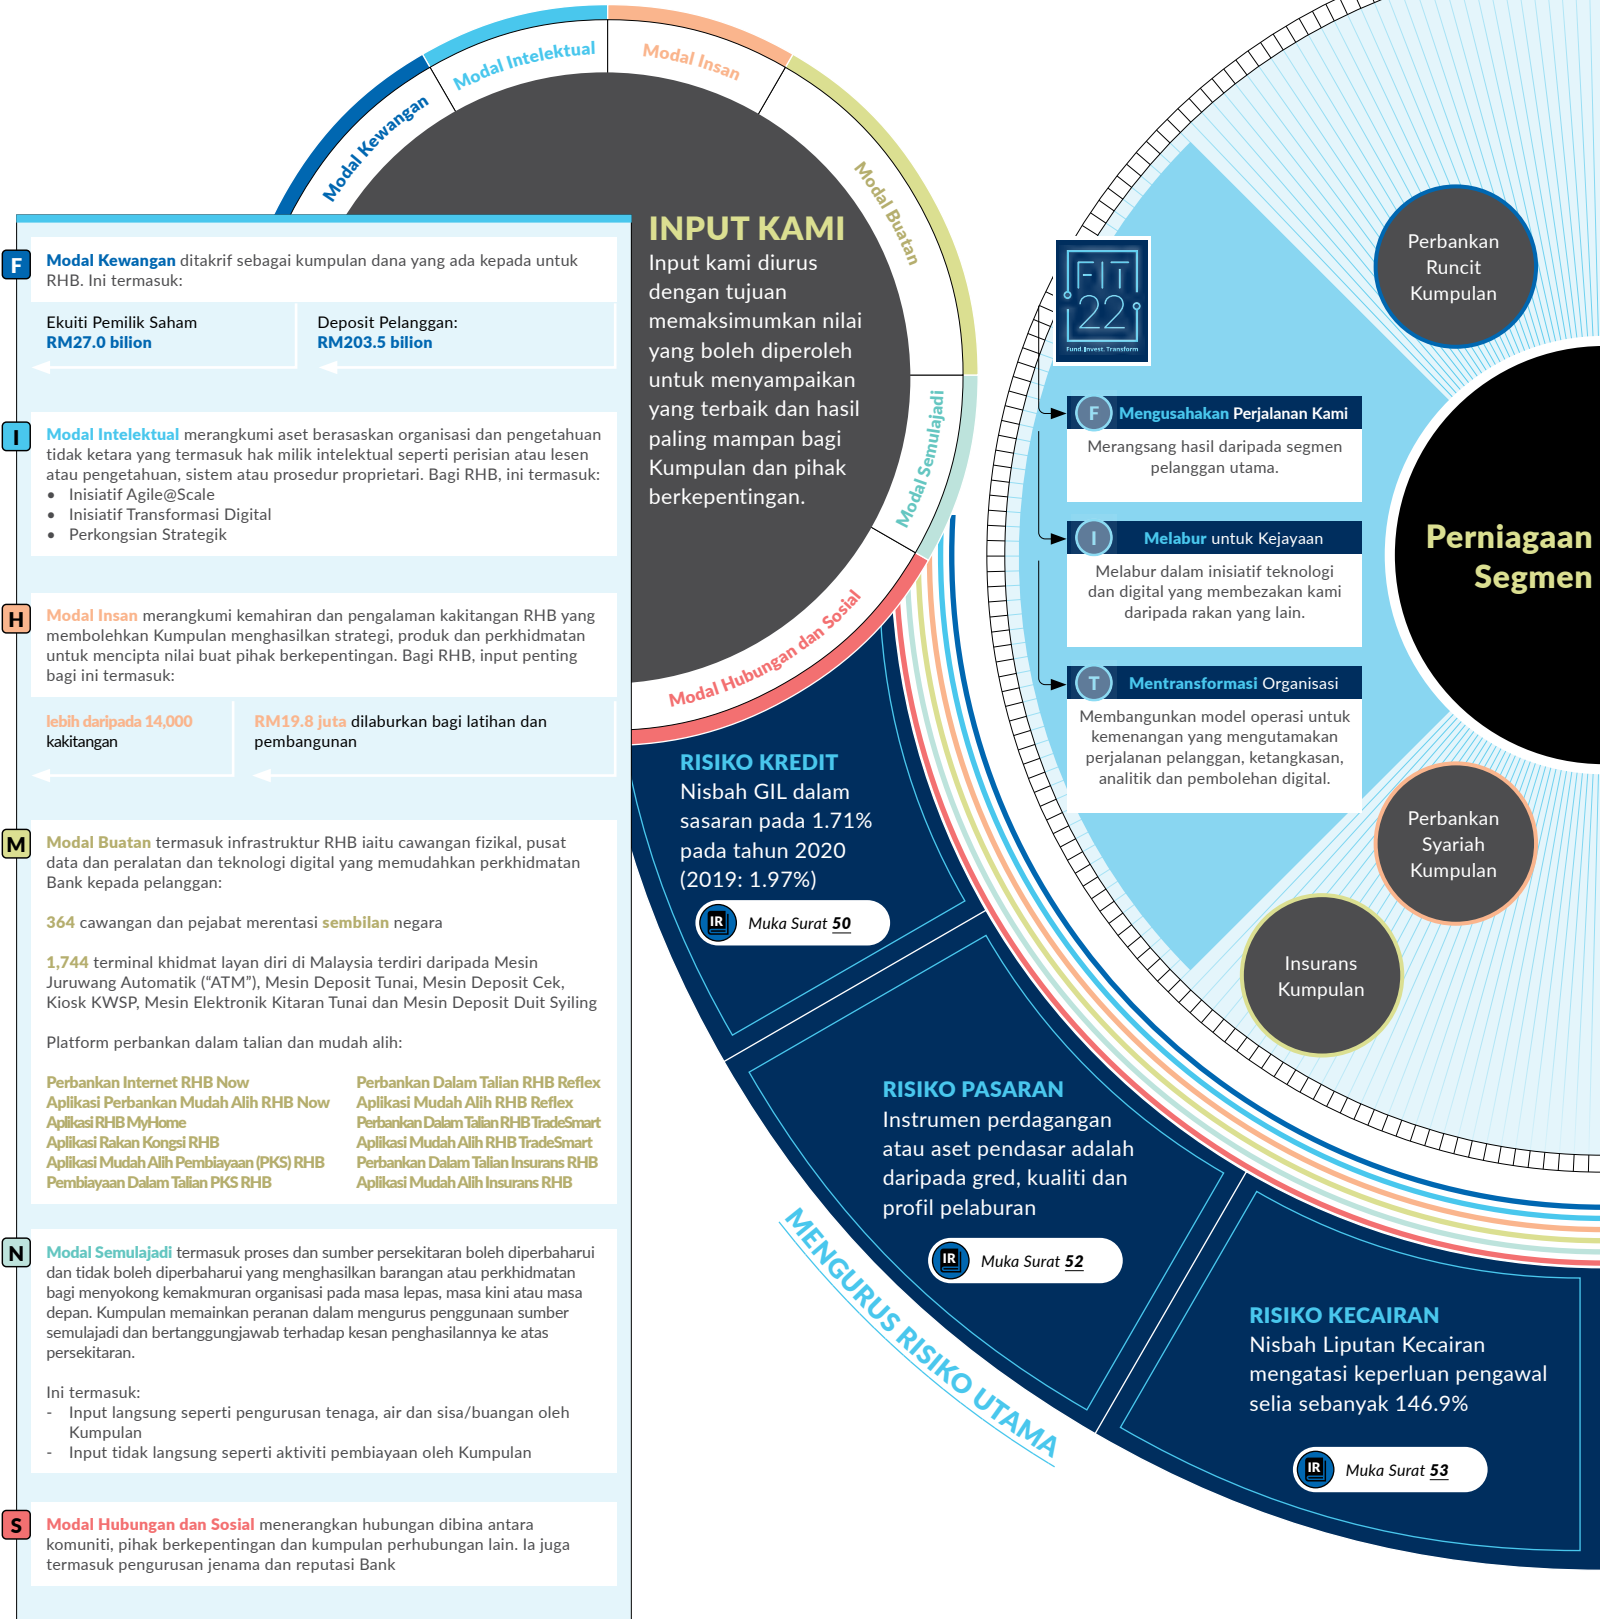 Modal Kewangan
Modal Intelektual
Modal Insan
Modal Buatan
Modal Semulajadi
Modal Hubungan dan Sosial
INPUT KAMI
Input kami diurus
dengan tujuan
memaksimumkan nilai
yang boleh diperoleh
untuk menyampaikan
yang terbaik dan hasil
paling mampan bagi
Kumpulan dan pihak
berkepentingan.
F
Modal Kewangan ditakrif sebagai kumpulan dana yang ada kepada untuk
RHB. Ini termasuk:
Ekuiti Pemilik Saham
RM27.0 bilion
Deposit Pelanggan:
RM203.5 bilion
I
Modal Intelektual merangkumi aset berasaskan organisasi dan pengetahuan
tidak ketara yang termasuk hak milik intelektual seperti perisian atau lesen
atau pengetahuan, sistem atau prosedur proprietari. Bagi RHB, ini termasuk:
• Inisiatif Agile@Scale
• Inisiatif Transformasi Digital
• Perkongsian Strategik
H
Modal Insan merangkumi kemahiran dan pengalaman kakitangan RHB yang
membolehkan Kumpulan menghasilkan strategi, produk dan perkhidmatan
untuk mencipta nilai buat pihak berkepentingan. Bagi RHB, input penting
bagi ini termasuk:
lebih daripada 14,000
kakitangan
RM19.8 juta dilaburkan bagi latihan dan
pembangunan
M
Modal Buatan termasuk infrastruktur RHB iaitu cawangan fizikal, pusat
data dan peralatan dan teknologi digital yang memudahkan perkhidmatan
Bank kepada pelanggan:
364 cawangan dan pejabat merentasi sembilan negara
1,744 terminal khidmat layan diri di Malaysia terdiri daripada Mesin
Juruwang Automatik (“ATM”), Mesin Deposit Tunai, Mesin Deposit Cek,
Kiosk KWSP, Mesin Elektronik Kitaran Tunai dan Mesin Deposit Duit Syiling
Platform perbankan dalam talian dan mudah alih:
Perbankan Internet RHB Now
Aplikasi Perbankan Mudah Alih RHB Now
Aplikasi RHB MyHome
Aplikasi Rakan Kongsi RHB
Aplikasi Mudah Alih Pembiayaan (PKS) RHB
Pembiayaan Dalam Talian PKS RHB
Perbankan Dalam Talian RHB Reflex
Aplikasi Mudah Alih RHB Reflex
Perbankan Dalam Talian RHB TradeSmart
Aplikasi Mudah Alih RHB TradeSmart
Perbankan Dalam Talian Insurans RHB
Aplikasi Mudah Alih Insurans RHB
N
Modal Semulajadi termasuk proses dan sumber persekitaran boleh diperbaharui
dan tidak boleh diperbaharui yang menghasilkan barangan atau perkhidmatan
bagi menyokong kemakmuran organisasi pada masa lepas, masa kini atau masa
depan. Kumpulan memainkan peranan dalam mengurus penggunaan sumber
semulajadi dan bertanggungjawab terhadap kesan penghasilannya ke atas
persekitaran.
Ini termasuk:
- Input langsung seperti pengurusan tenaga, air dan sisa/buangan oleh
Kumpulan
- Input tidak langsung seperti aktiviti pembiayaan oleh Kumpulan
S
Modal Hubungan dan Sosial menerangkan hubungan dibina antara
komuniti, pihak berkepentingan dan kumpulan perhubungan lain. Ia juga
termasuk pengurusan jenama dan reputasi Bank
RISIKO KREDIT
Nisbah GIL dalam
sasaran pada 1.71%
pada tahun 2020
(2019: 1.97%)
IR Muka Surat 50
RISIKO PASARAN
Instrumen perdagangan
atau aset pendasar adalah
daripada gred, kualiti dan
profil pelaburan
IR Muka Surat 52
RISIKO KECAIRAN
Nisbah Liputan Kecairan
mengatasi keperluan pengawal
selia sebanyak 146.9%
IR Muka Surat 53
MENGURUS RISIKO UTAMA
FIT
22
Fund. Invest. Transform
F Mengusahakan Perjalanan Kami
Merangsang hasil daripada segmen
pelanggan utama.
I Melabur untuk Kejayaan
Melabur dalam inisiatif teknologi
dan digital yang membezakan kami
daripada rakan yang lain.
T Mentransformasi Organisasi
Membangunkan model operasi untuk
kemenangan yang mengutamakan
perjalanan pelanggan, ketangkasan,
analitik dan pembolehan digital.
Perbankan
Runcit
Kumpulan
Perniagaan
Segmen
Perbankan
Syariah
Kumpulan
Insurans
Kumpulan